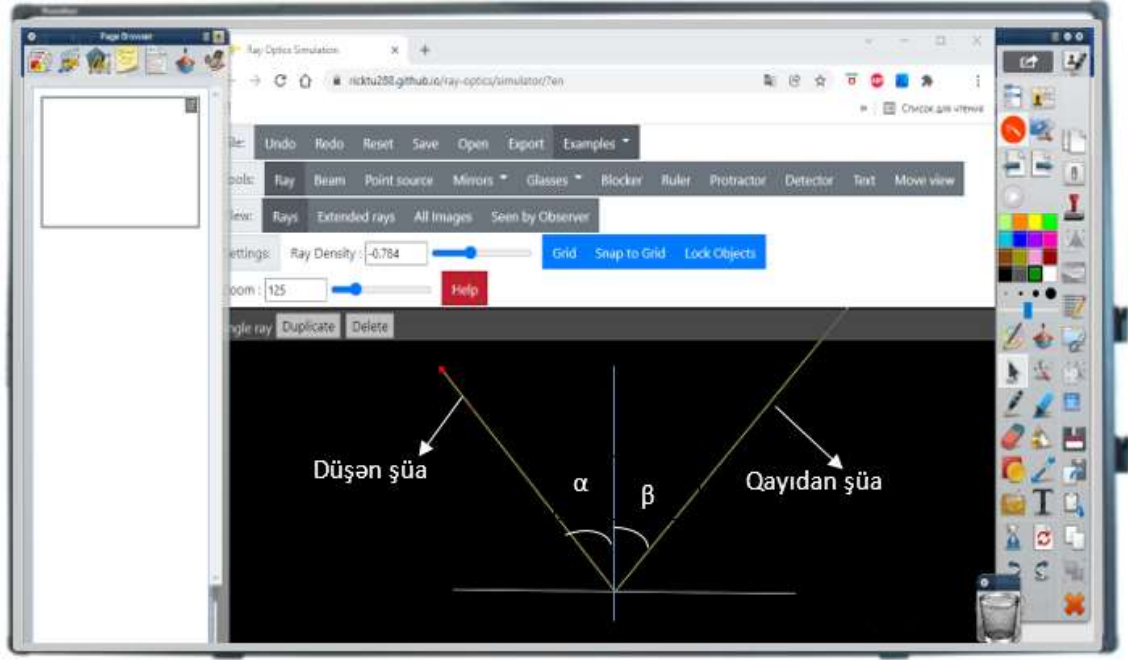 Page Browser
Ray Optics Simulation
ricktu288.github.io/ray-optics/simulator/?en
Список для чтения
Undo Redo Reset Save Open Export Examples
Ray Beam Point source Mirrors Glasses Blocker Ruler Protractor Detector Text Move view
Rays Extended rays All Images Seen by Observer
Ray Density : -0.784 Grid Snap to Grid Lock Objects
125 Help
ray Duplicate Delete
Düşən şüa
α
β
Qayıdan şüa